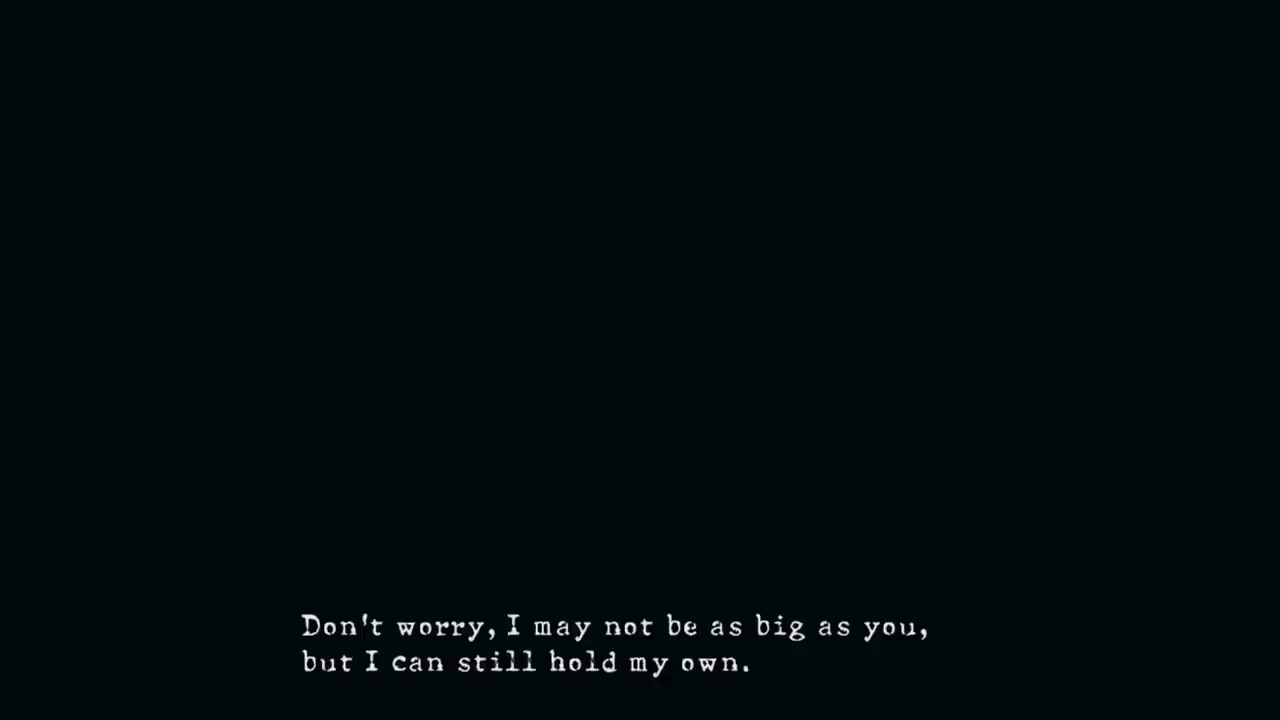 Don't worry, I may not be as big as you,
but I can still hold my own.